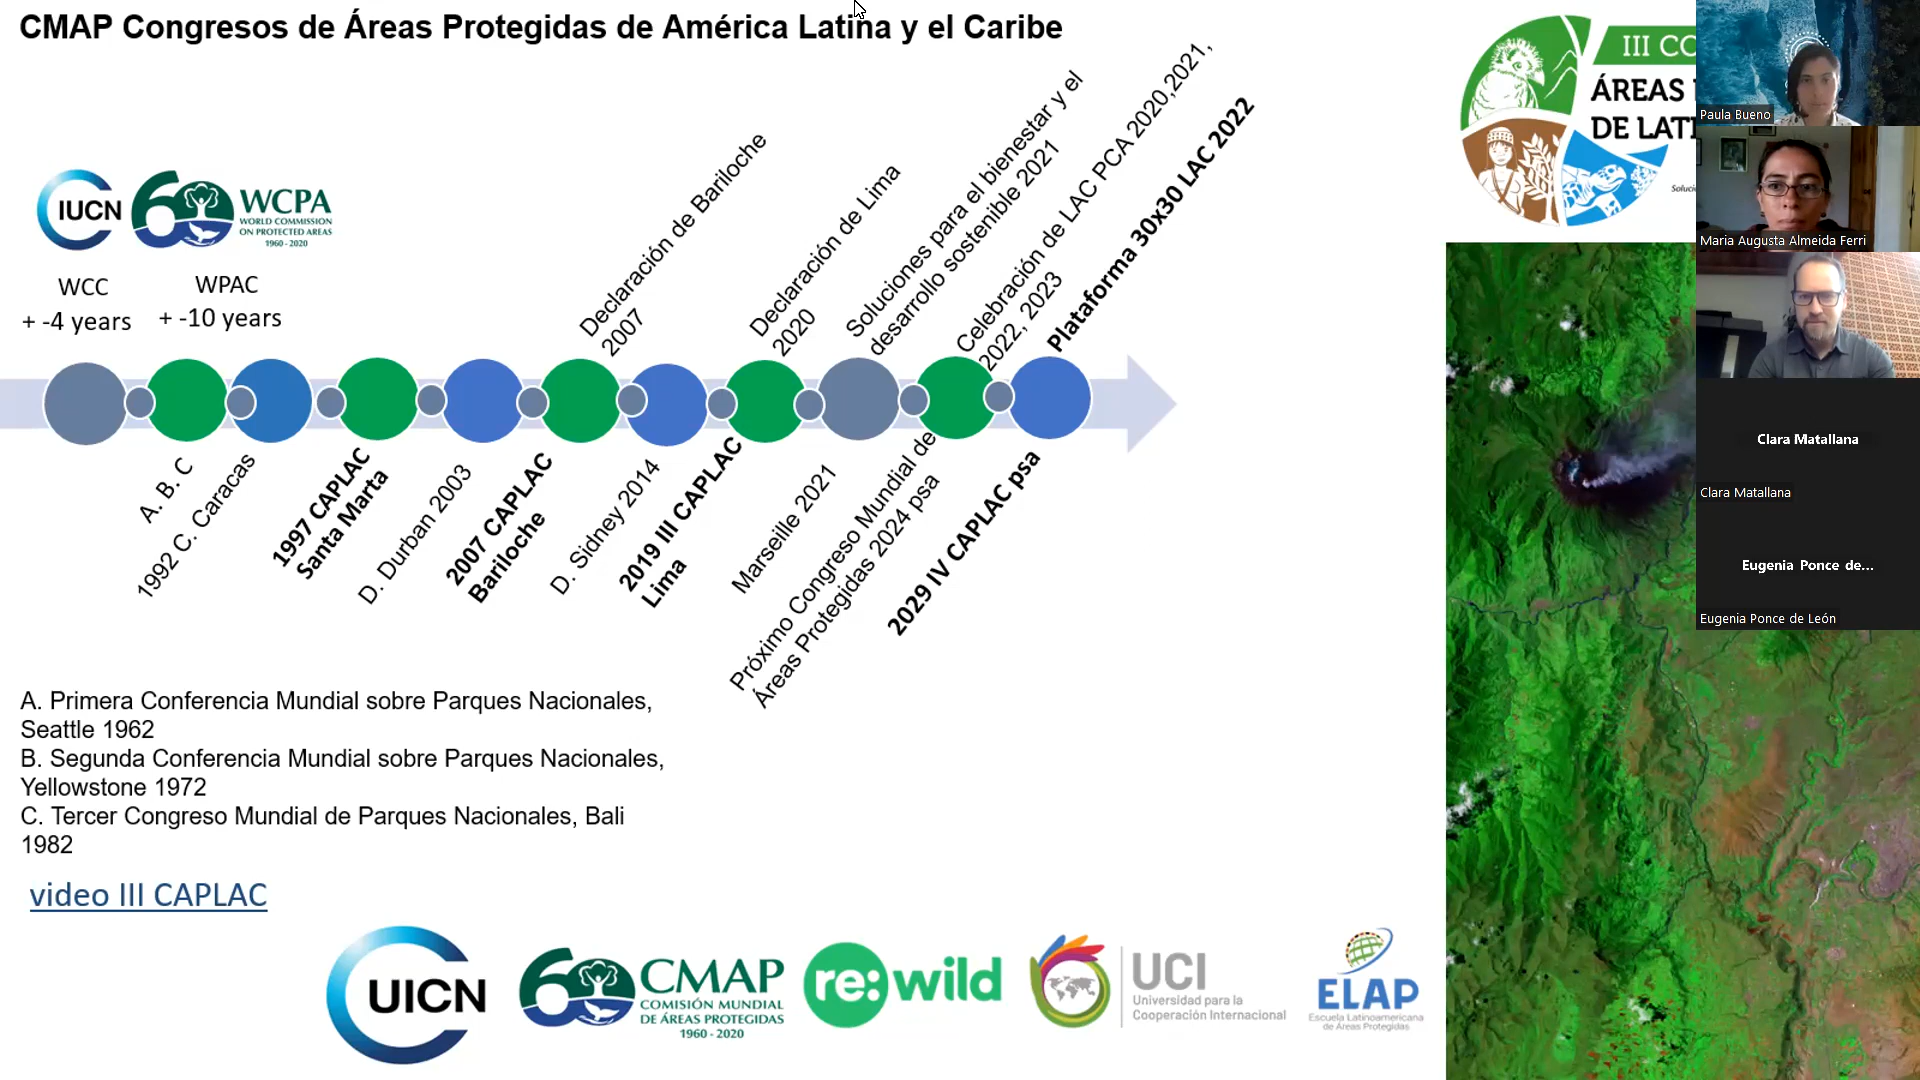 CMAP Congresos de Áreas Protegidas de América Latina y el Caribe
IUCN
60
WCPA
WORLD COMMISSION
ON PROTECTED AREAS
1960 - 2020
WCC
+ -4 years
WPAC
+ -10 years
Declaración de Bariloche
2007
Declaración de Lima
2020
Soluciones para el bienestar y el
desarrollo sostenible 2021
Celebración de LAC PCA 2020,2021,
2022, 2023
Plataforma 30x30 LAC 2022
A. B. C
1992 C. Caracas
1997 CAPLAC
Santa Marta
D. Durban 2003
2007 CAPLAC
Bariloche
D. Sidney 2014
2019 III CAPLAC
Lima
Marseille 2021
Próximo Congreso Mundial de
Áreas Protegidas 2024 psa
2029 IV CAPLAC psa
A. Primera Conferencia Mundial sobre Parques Nacionales,
Seattle 1962
B. Segunda Conferencia Mundial sobre Parques Nacionales,
Yellowstone 1972
C. Tercer Congreso Mundial de Parques Nacionales, Bali
1982
video III CAPLAC
UICN
60
CMAP
COMISIÓN MUNDIAL
DE ÁREAS PROTEGIDAS
1960 - 2020
re:wild
UCI
Universidad para la
Cooperación Internacional
ELAP
Escuela Latinoamericana
de Áreas Protegidas
III CO
ÁREAS
DE LATI
Soluci
Paula Bueno
Maria Augusta Almeida Ferri
Clara Matallana
Clara Matallana
Eugenia Ponce de...
Eugenia Ponce de León